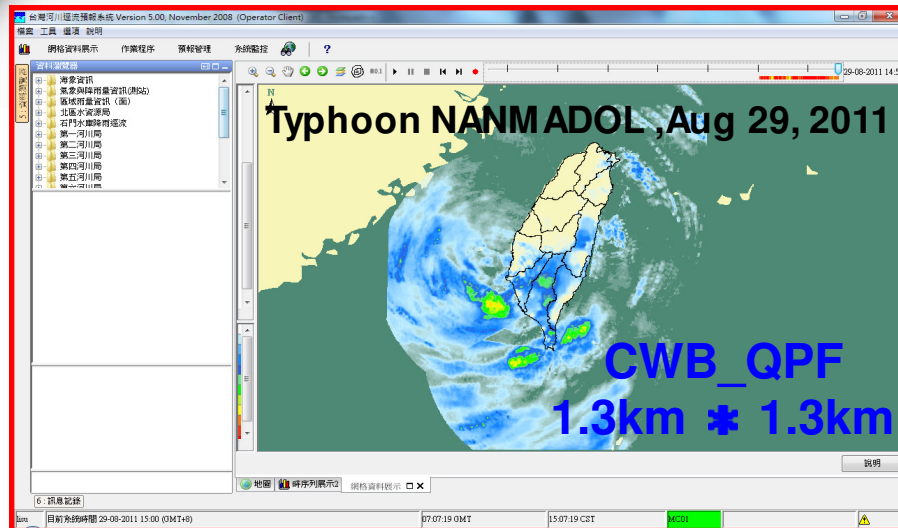 台灣河川逕流預報系統 Version 5.00, November 2008 (Operator Client)
檔案 工具 選項 說明
網格資料展示 作業程序 預報管理 系統監控 ?
資料瀏覽器
海象資訊
氣象與降雨量資訊(測站)
區域雨量資訊（面）
北區水資源局
石門水庫降雨逕流
第一河川局
第二河川局
第三河川局
第四河川局
第五河川局
第六河川局
29-08-2011 14:5
N
Typhoon NANMADOL ,Aug 29, 2011
CWB_QPF
1.3km * 1.3km
說明
地圖 時序列展示2 網格資料展示
6 : 訊息記錄
目前系統時間 29-08-2011 15:00 (GMT+8) 07:07:19 GMT 15:07:19 CST MC01